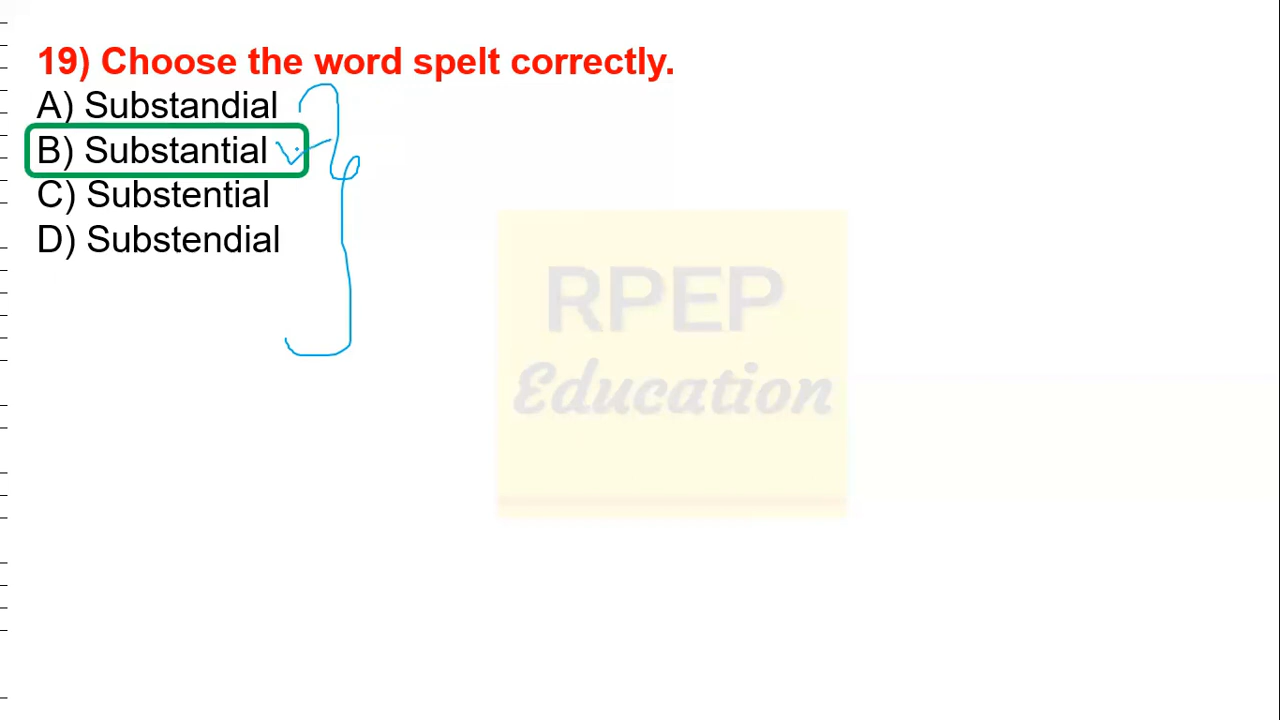 19) Choose the word spelt correctly.
A) Substandial
B) Substantial
C) Substential
D) Substendial
RPEP
Education